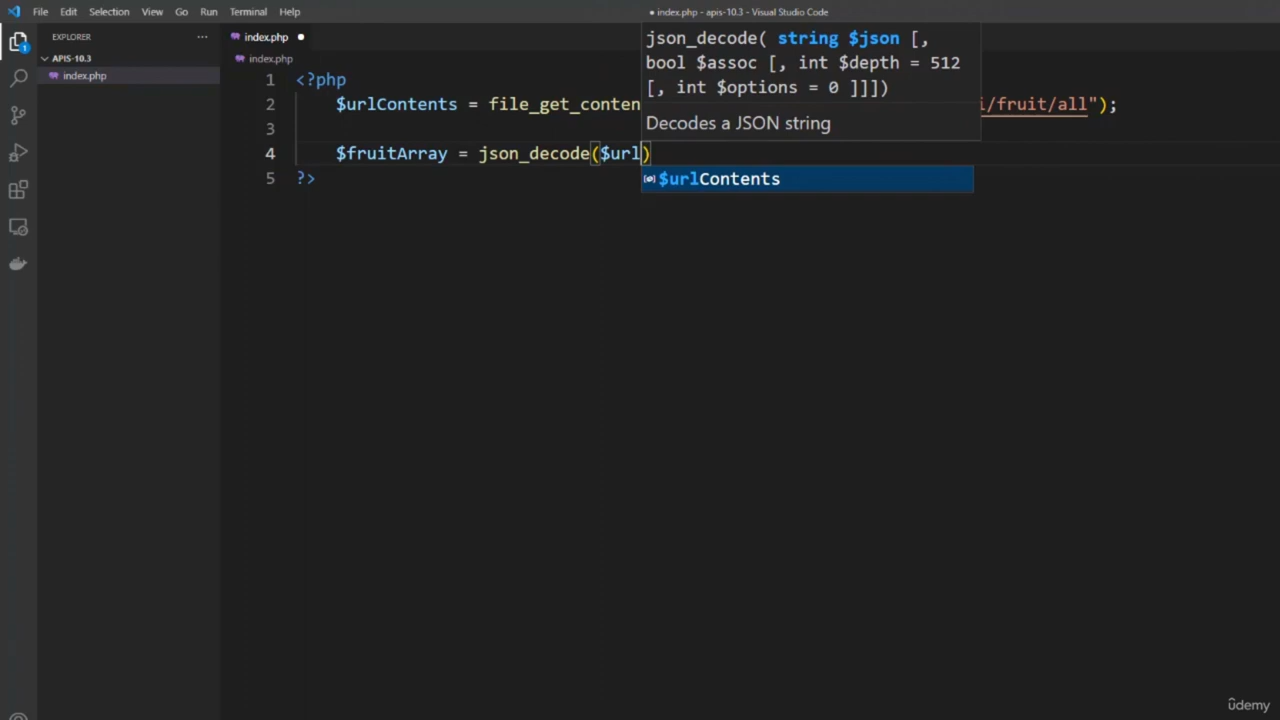 File Edit Selection View Go Run Terminal Help
● index.php - apis-10.3 - Visual Studio Code
EXPLORER ···
1
APIS-10.3
index.php
index.php ●
index.php
1 <?php
2 $urlContents = file_get_conten i/fruit/all");
3
4 $fruitArray = json_decode($url)
5 ?>
json_decode( string $json [,
bool $assoc [, int $depth = 512
[, int $options = 0 ]]])
Decodes a JSON string
$urlContents
ûdemy